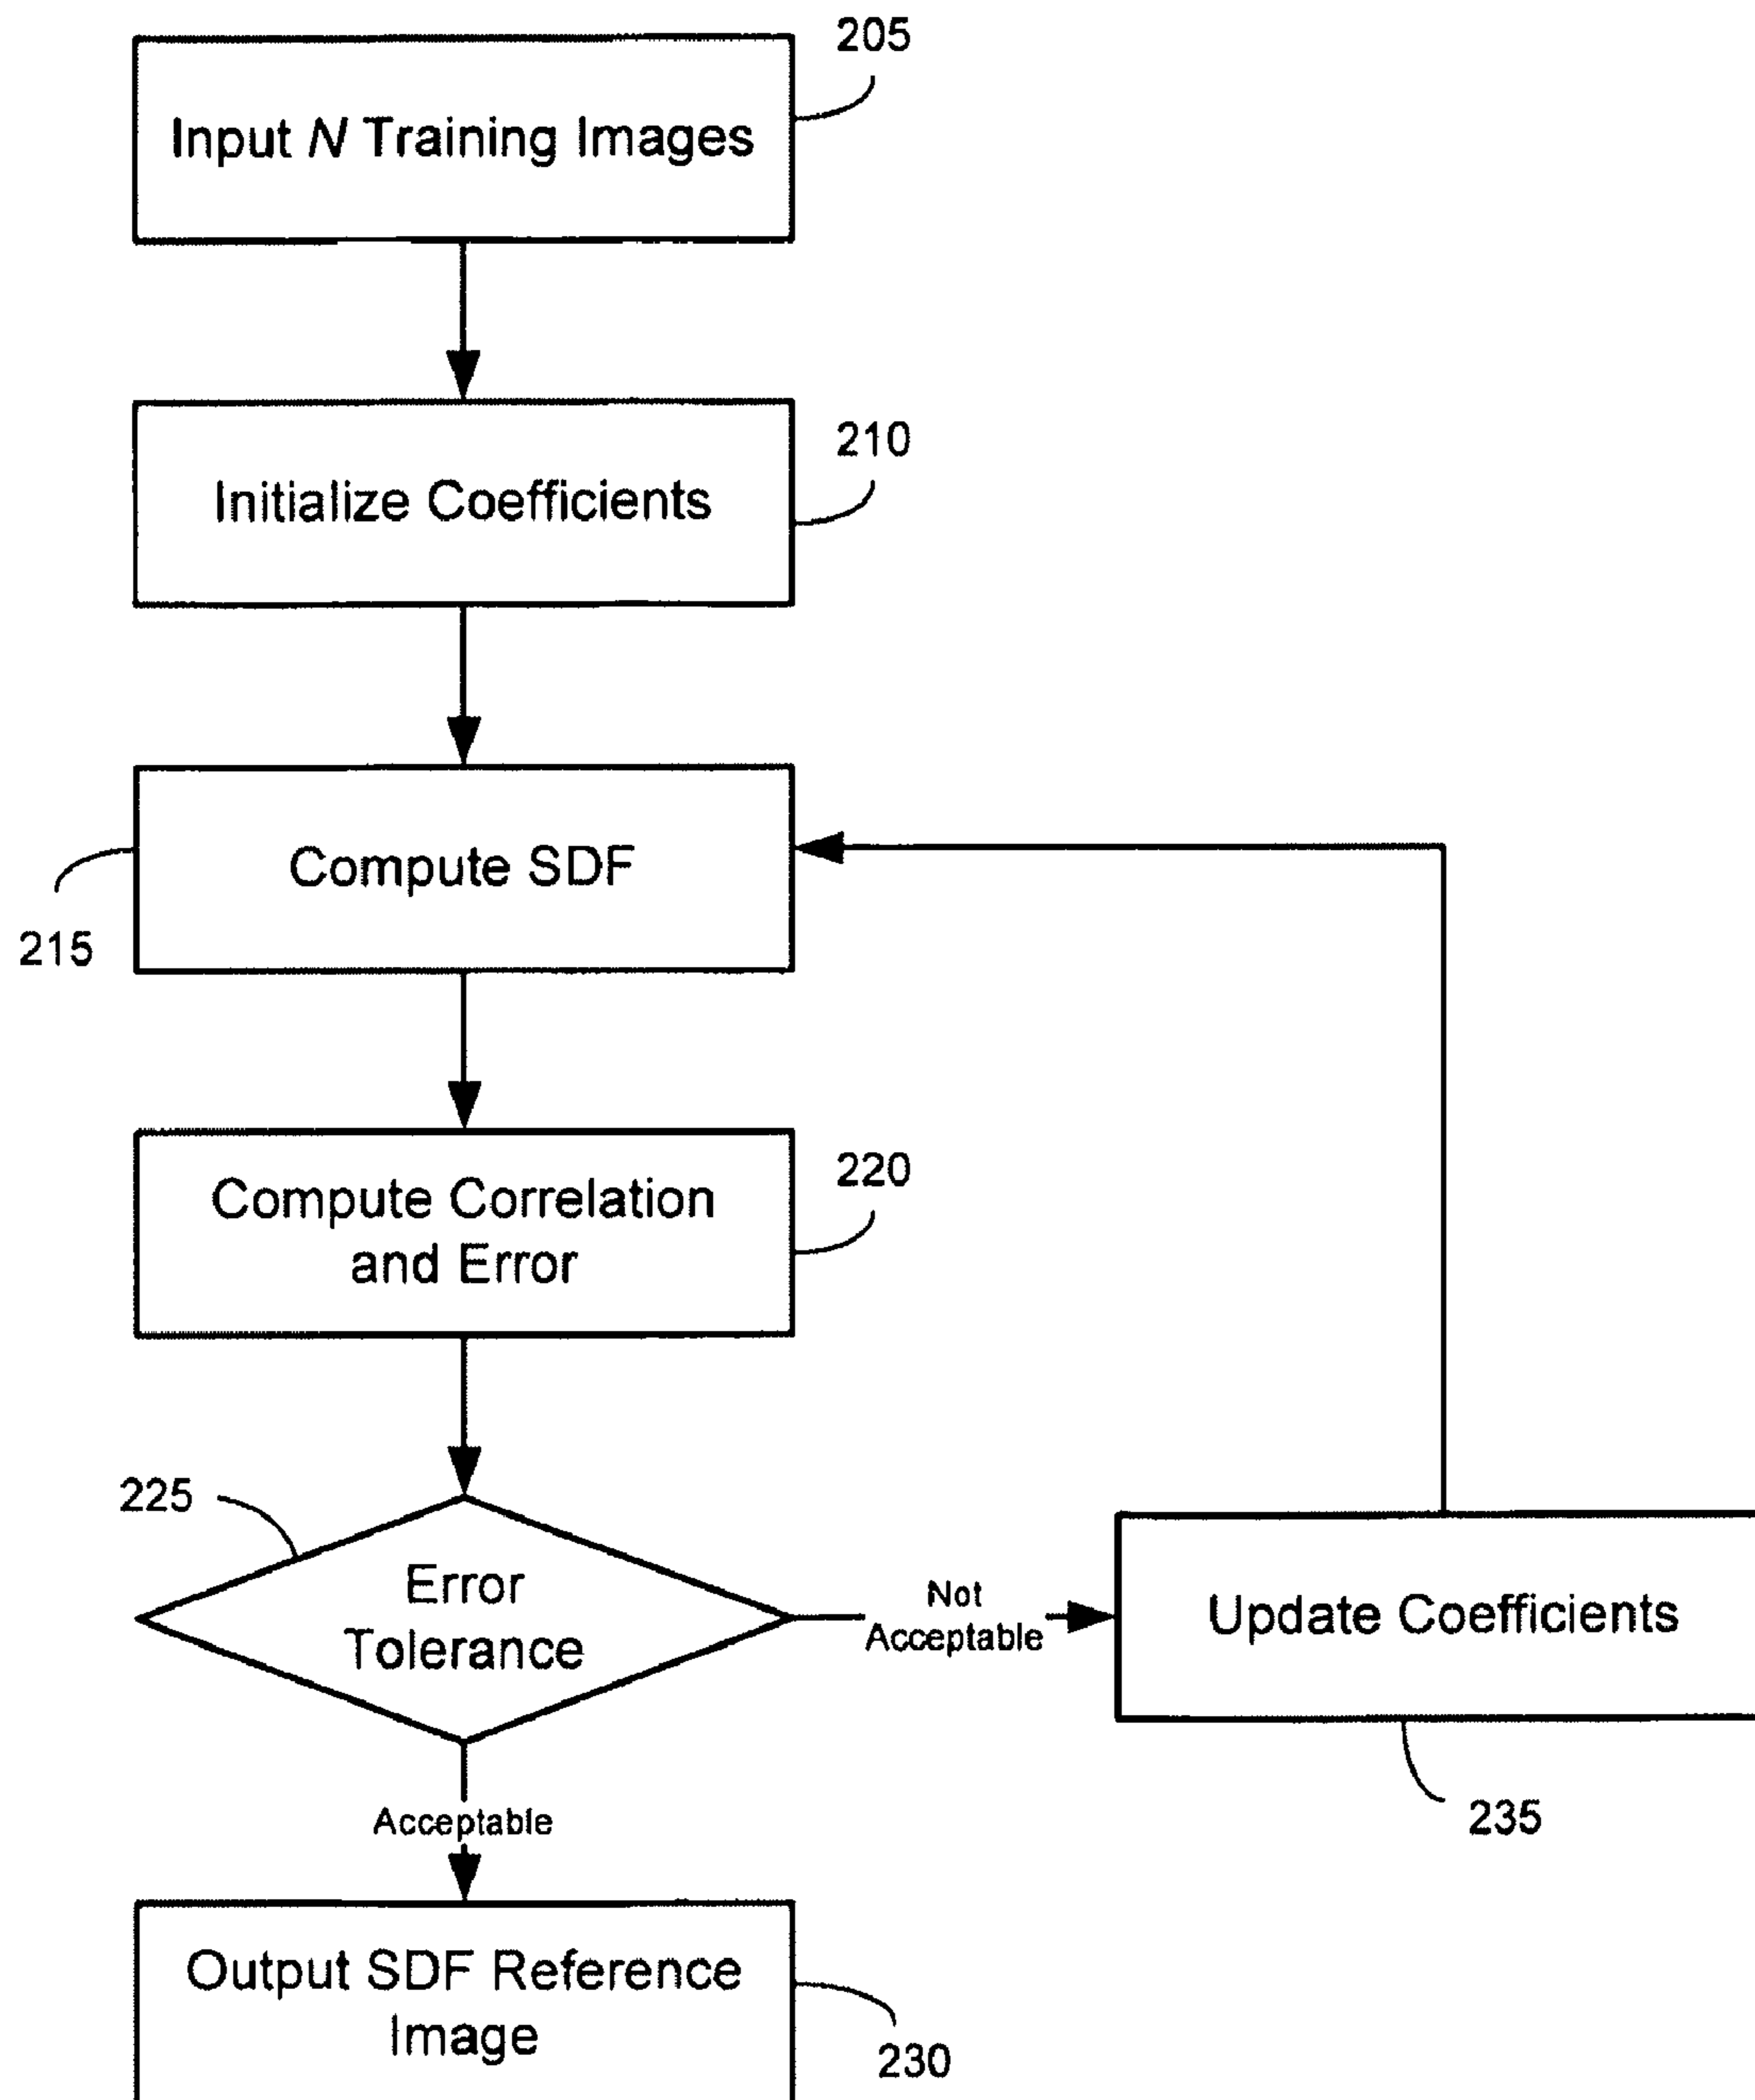 205
Input N Training Images
210
Initialize Coefficients
Compute SDF
215
220
Compute Correlation
and Error
225
Error
Tolerance
Not
Acceptable
Update Coefficients
235
Acceptable
Output SDF Reference
Image
230